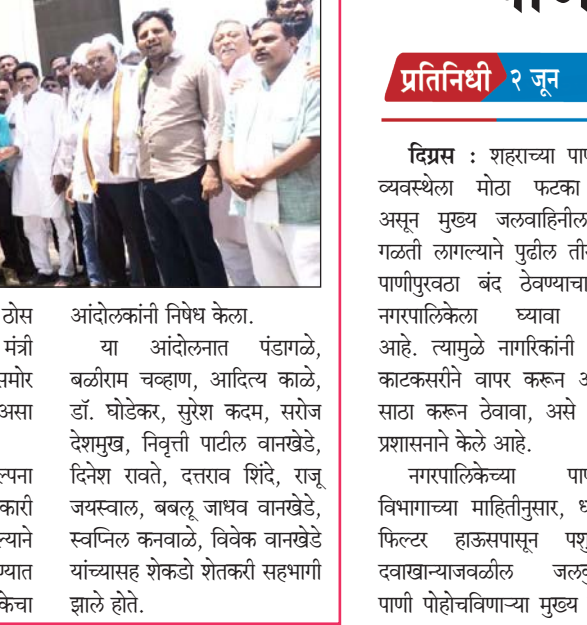 ठोस
मंत्री
समोर
असा
ल्पना
कारी
ल्याने
ण्यात
केचा
आंदोलकांनी निषेध केला.
या आंदोलनात पंडागळे,
बळीराम चव्हाण, आदित्य काळे,
डॉ. घोडेकर, सुरेश कदम, सरोज
देशमुख, निवृत्ती पाटील वानखेडे,
दिनेश रावते, दत्तराव शिंदे, राजू
जयस्वाल, बबलू जाधव वानखेडे,
स्वप्निल कनवाळे, विवेक वानखेडे
यांच्यासह शेकडो शेतकरी सहभागी
झाले होते.
प्रतिनिधी २ जून
दिग्रस : शहराच्या पा
व्यवस्थेला मोठा फटका
असून मुख्य जलवाहिनील
गळती लागल्याने पुढील ती
पाणीपुरवठा बंद ठेवण्याचा
नगरपालिकेला घ्यावा
आहे. त्यामुळे नागरिकांनी
काटकसरीने वापर करून अ
साठा करून ठेवावा, असे
प्रशासनाने केले आहे.
नगरपालिकेच्या पा
विभागाच्या माहितीनुसार, ध
फिल्टर हाऊसपासून पशु
दवाखान्याजवळील जलकु
पाणी पोहोचविणाऱ्या मुख्य